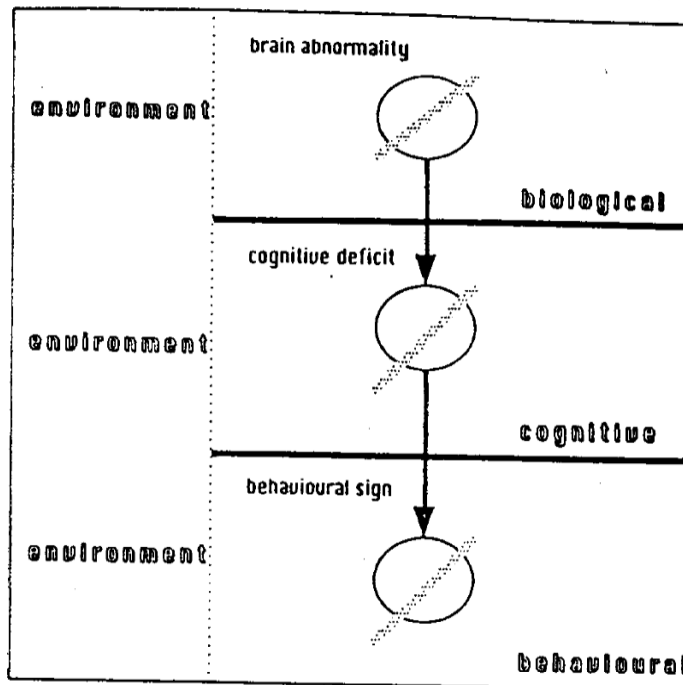 brain abnormality
environment
biological
cognitive deficit
environment
cognitive
behavioural sign
environment
behavioural